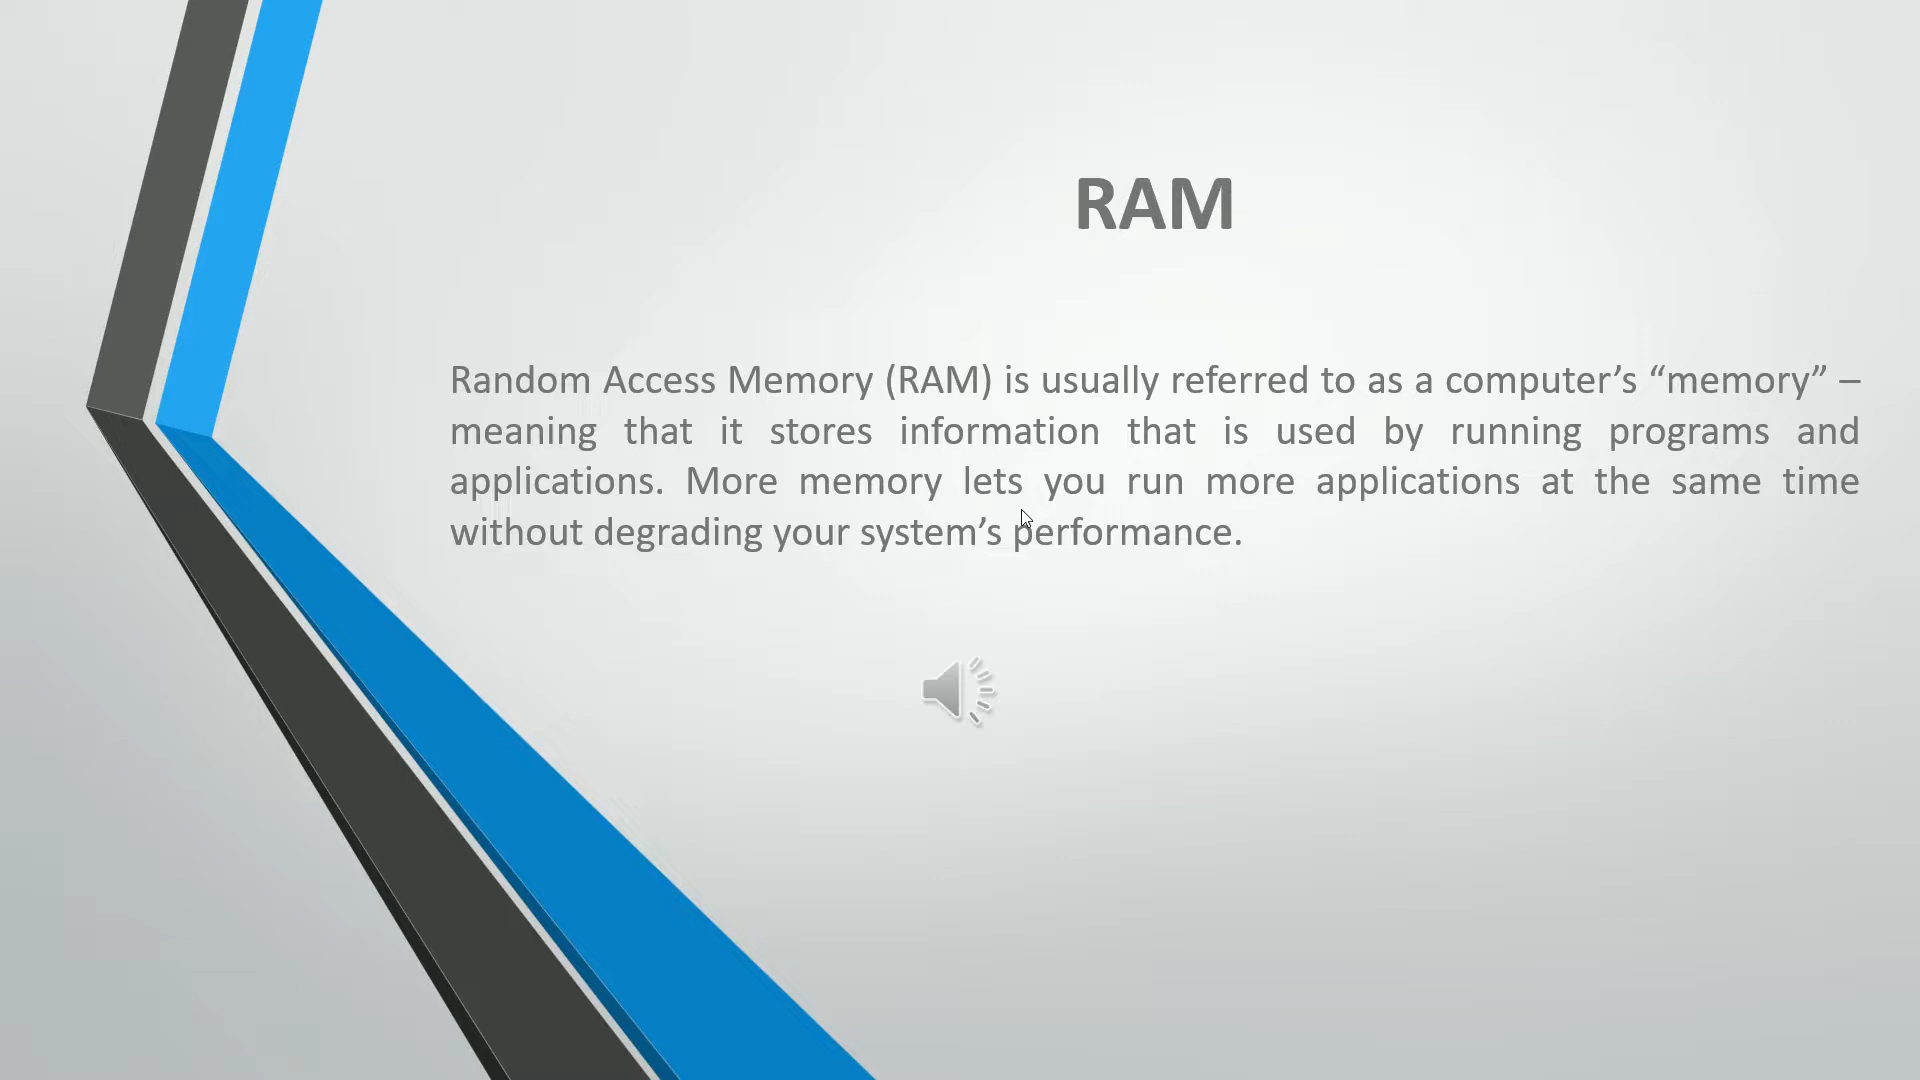 RAM
Random Access Memory (RAM) is usually referred to as a computer’s “memory” –
meaning that it stores information that is used by running programs and
applications. More memory lets you run more applications at the same time
without degrading your system’s performance.